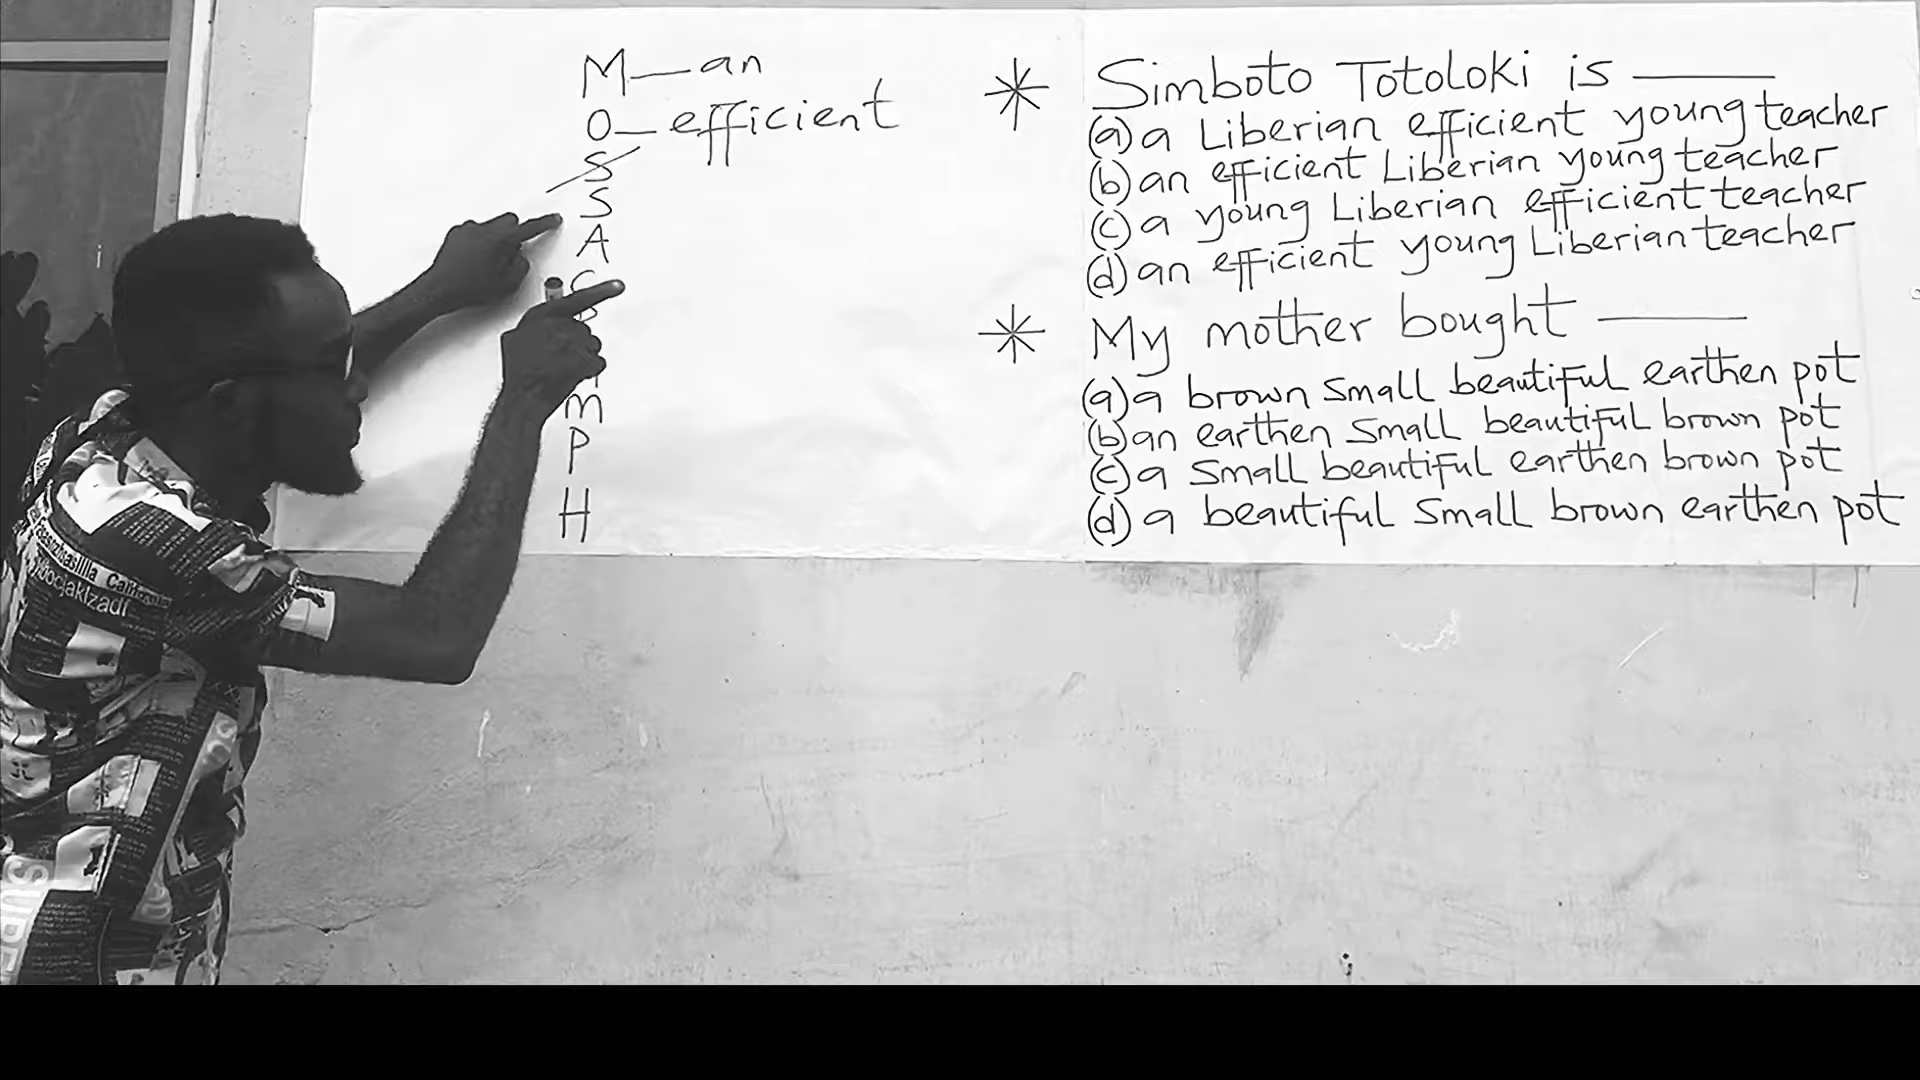 M—an
O—efficient
S
S
A
C
M
P
H
* Simboto Totoloki is ______
(a) a Liberian efficient young teacher
(b) an efficient Liberian young teacher
(c) a young Liberian efficient teacher
(d) an efficient young Liberian teacher
* My mother bought ______
(a) a brown small beautiful earthen pot
(b) an earthen small beautiful brown pot
(c) a small beautiful earthen brown pot
(d) a beautiful small brown earthen pot